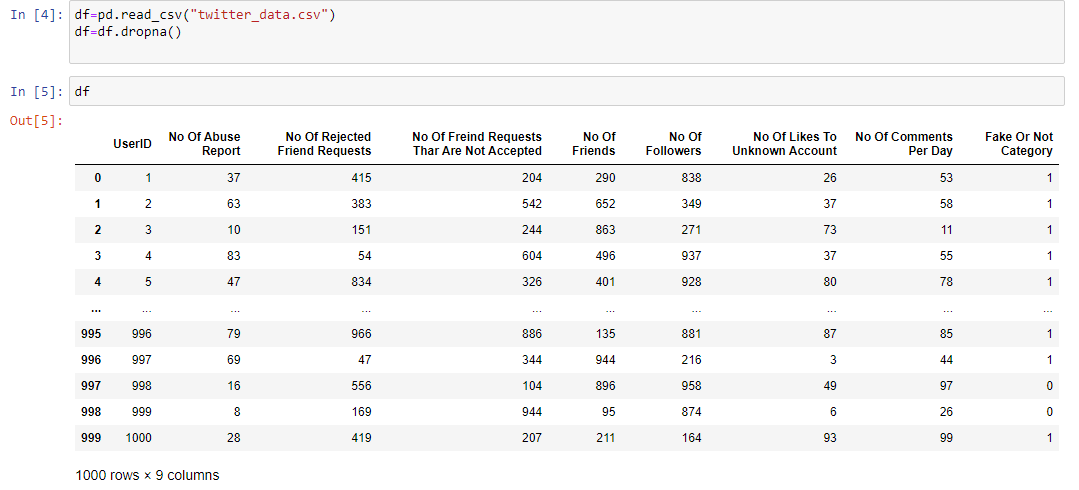 In [4]: df=pd.read_csv("twitter_data.csv")
df=df.dropna()
In [5]: df
Out[5]:
UserID No Of Abuse Report No Of Rejected Friend Requests No Of Freind Requests Thar Are Not Accepted No Of Friends No Of Followers No Of Likes To Unknown Account No Of Comments Per Day Fake Or Not Category
0 1 37 415 204 290 838 26 53 1
1 2 63 383 542 652 349 37 58 1
2 3 10 151 244 863 271 73 11 1
3 4 83 54 604 496 937 37 55 1
4 5 47 834 326 401 928 80 78 1
... ... ... ... ... ... ... ... ... ...
995 996 79 966 886 135 881 87 85 1
996 997 69 47 344 944 216 3 44 1
997 998 16 556 104 896 958 49 97 0
998 999 8 169 944 95 874 6 26 0
999 1000 28 419 207 211 164 93 99 1
1000 rows × 9 columns